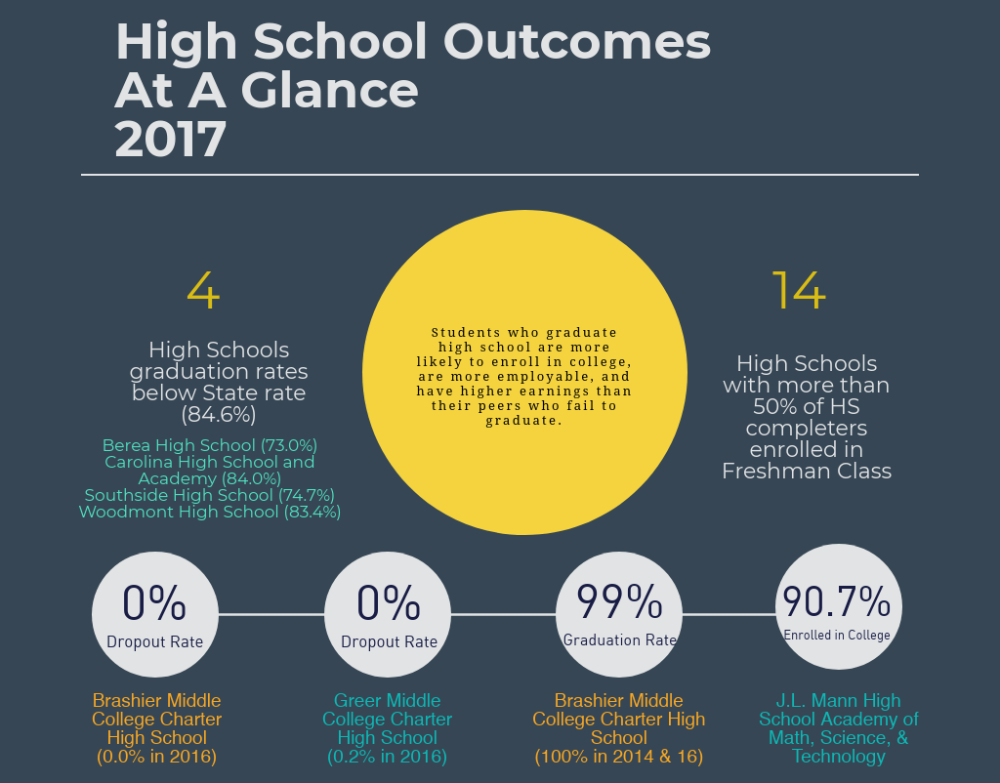 High School Outcomes
At A Glance
2017
4
High Schools
graduation rates
below State rate
(84.6%)
Berea High School (73.0%)
Carolina High School and
Academy (84.0%)
Southside High School (74.7%)
Woodmont High School (83.4%)
Students who graduate
high school are more
likely to enroll in college,
are more employable, and
have higher earnings than
their peers who fail to
graduate.
14
High Schools
with more than
50% of HS
completers
enrolled in
Freshman Class
0%
Dropout Rate
Brashier Middle
College Charter
High School
(0.0% in 2016)
0%
Dropout Rate
Greer Middle
College Charter
High School
(0.2% in 2016)
99%
Graduation Rate
Brashier Middle
College Charter High
School
(100% in 2014 & 16)
90.7%
Enrolled in College
J.L. Mann High
School Academy of
Math, Science, &
Technology